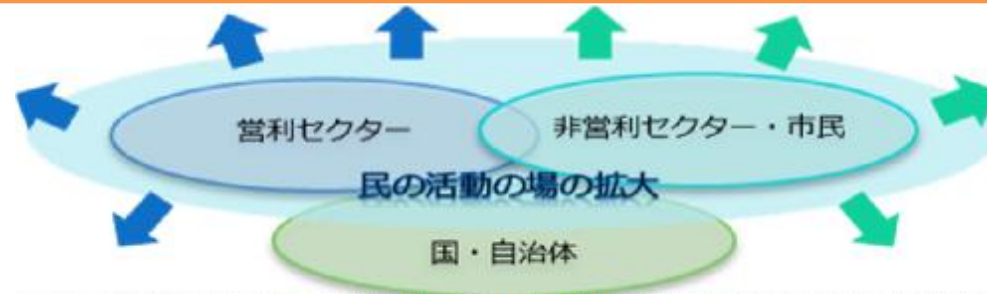 営利セクター
非営利セクター・市民
民の活動の場の拡大
国・自治体